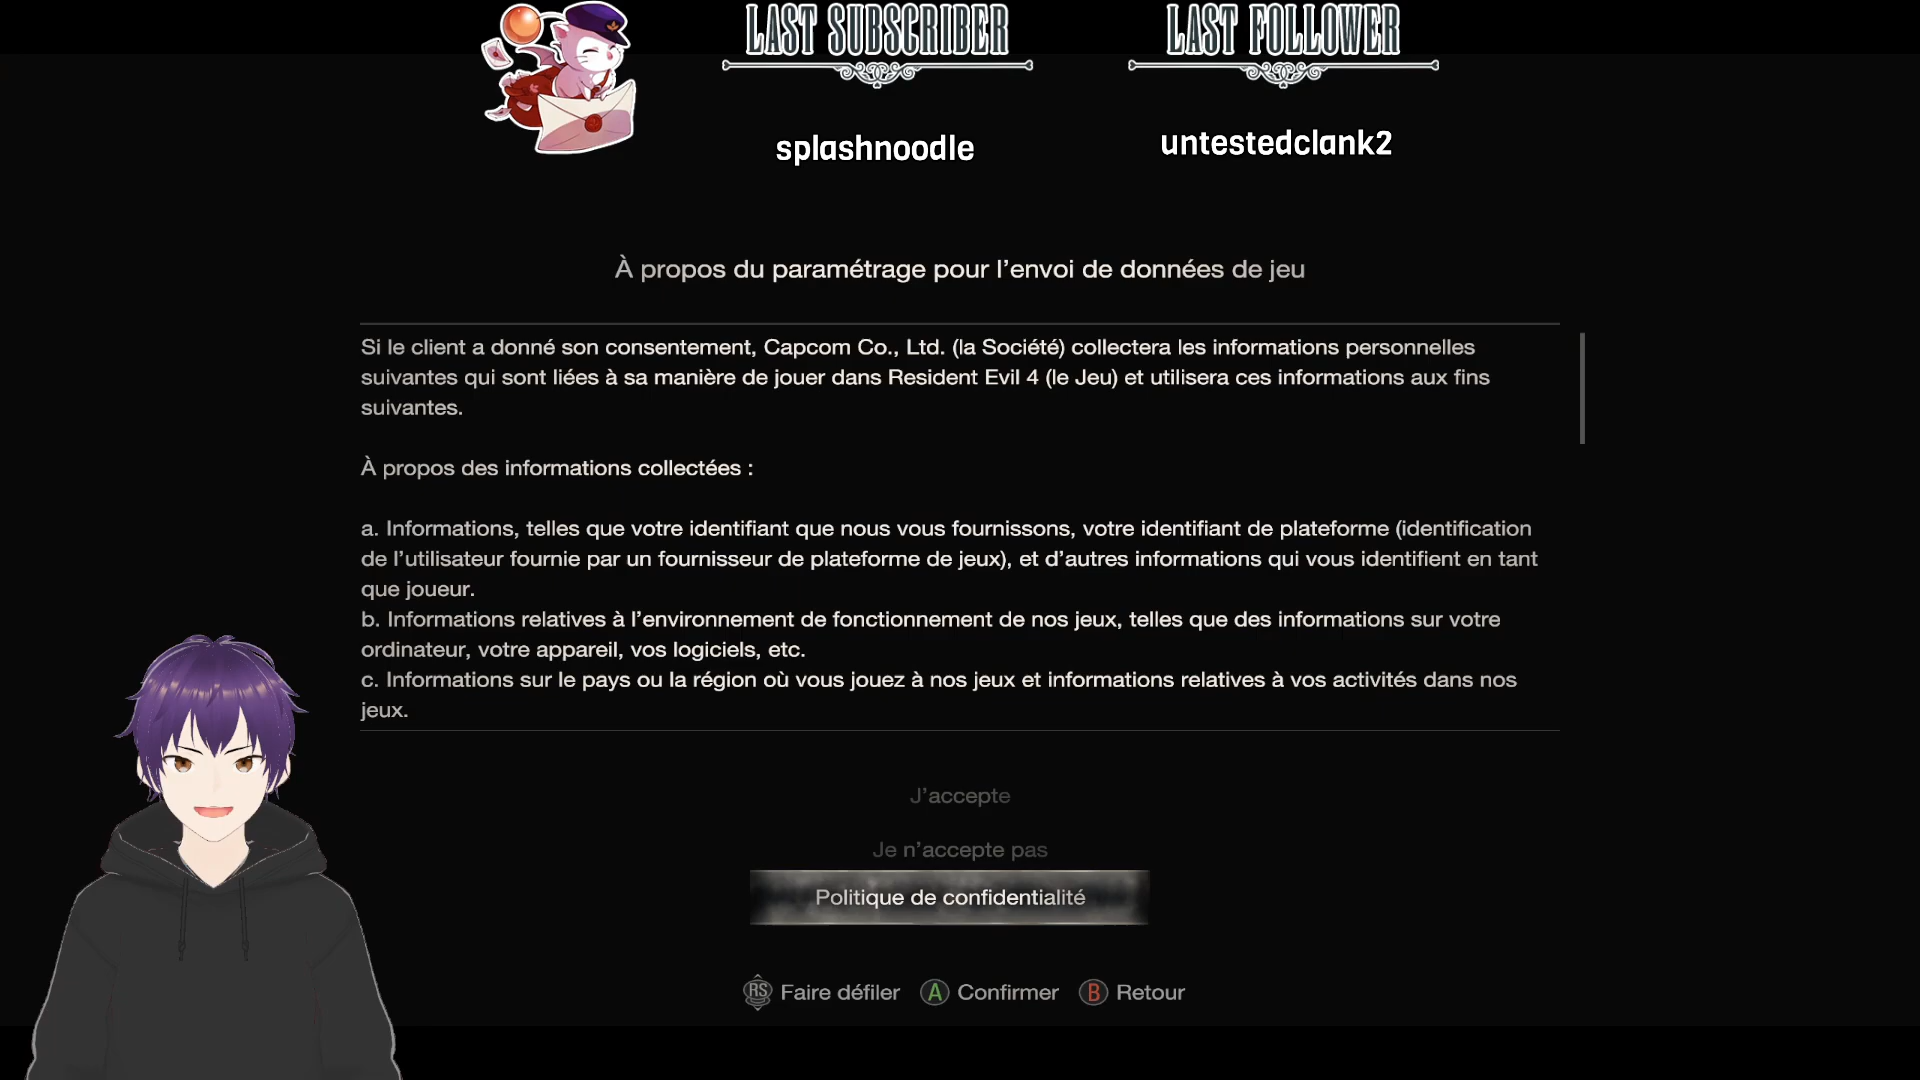 LAST SUBSCRIBER
LAST FOLLOWER
splashnoodle
untestedclank2
À propos du paramétrage pour l’envoi de données de jeu
Si le client a donné son consentement, Capcom Co., Ltd. (la Société) collectera les informations personnelles
suivantes qui sont liées à sa manière de jouer dans Resident Evil 4 (le Jeu) et utilisera ces informations aux fins
suivantes.
À propos des informations collectées :
a. Informations, telles que votre identifiant que nous vous fournissons, votre identifiant de plateforme (identification
de l’utilisateur fournie par un fournisseur de plateforme de jeux), et d’autres informations qui vous identifient en tant
que joueur.
b. Informations relatives à l’environnement de fonctionnement de nos jeux, telles que des informations sur votre
ordinateur, votre appareil, vos logiciels, etc.
c. Informations sur le pays ou la région où vous jouez à nos jeux et informations relatives à vos activités dans nos
jeux.
J’accepte
Je n’accepte pas
Politique de confidentialité
RS Faire défiler A Confirmer B Retour